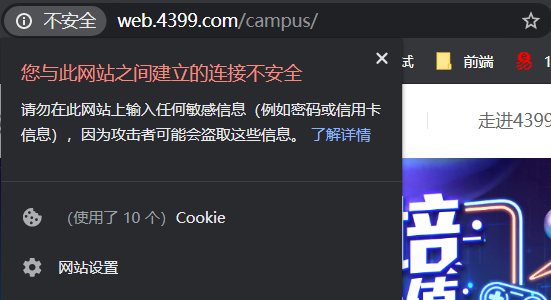 不安全 web.4399.com/campus/
试 前端 1
您与此网站之间建立的连接不安全
请勿在此网站上输入任何敏感信息（例如密码或信用卡
信息），因为攻击者可能会盗取这些信息。 了解详情
走进4399
（使用了 10 个）Cookie
网站设置